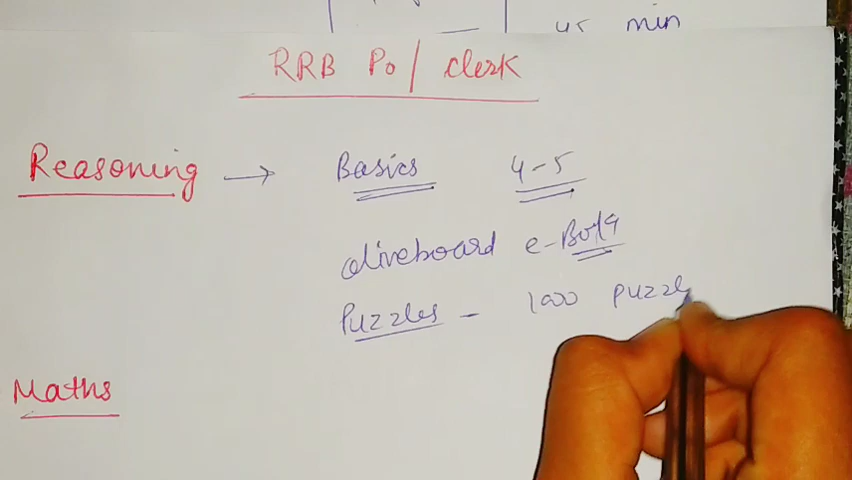 45 min
RRB Po/clerk
Reasoning → Basics 4-5
oliveboard e-Book
Puzzles - 1000 puzzle
Maths